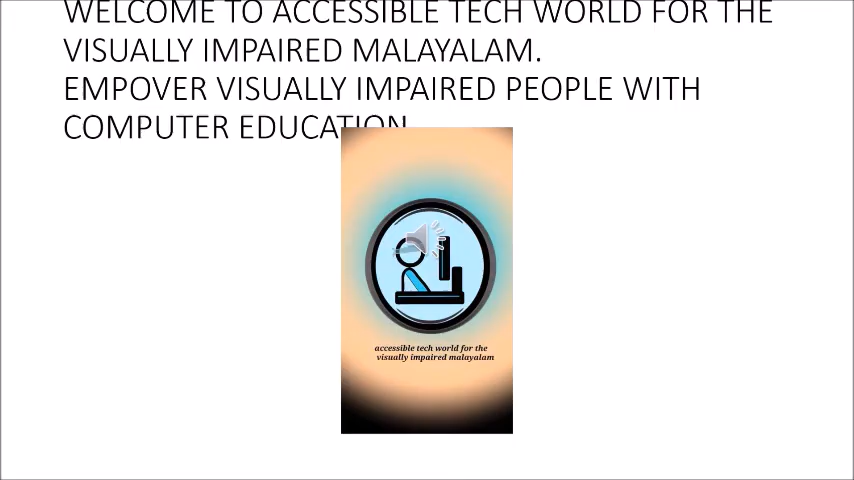 WELCOME TO ACCESSIBLE TECH WORLD FOR THE
VISUALLY IMPAIRED MALAYALAM.
EMPOVER VISUALLY IMPAIRED PEOPLE WITH
COMPUTER EDUCATION
accessible tech world for the
visually impaired malayalam